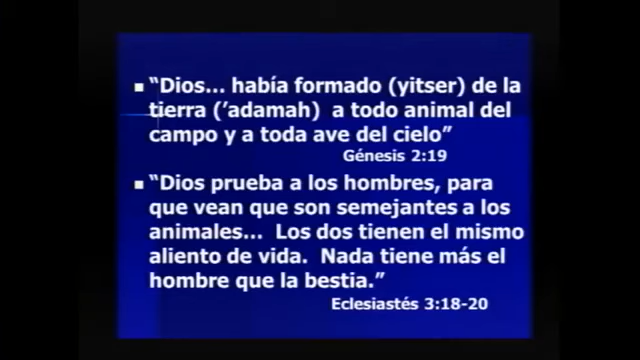 ▪ “Dios... había formado (yitser) de la
tierra (’adamah)  a todo animal del
campo y a toda ave del cielo”
Génesis 2:19
▪ “Dios prueba a los hombres, para
que vean que son semejantes a los
animales...  Los dos tienen el mismo
aliento de vida.  Nada tiene más el
hombre que la bestia.”
Eclesiastés 3:18-20